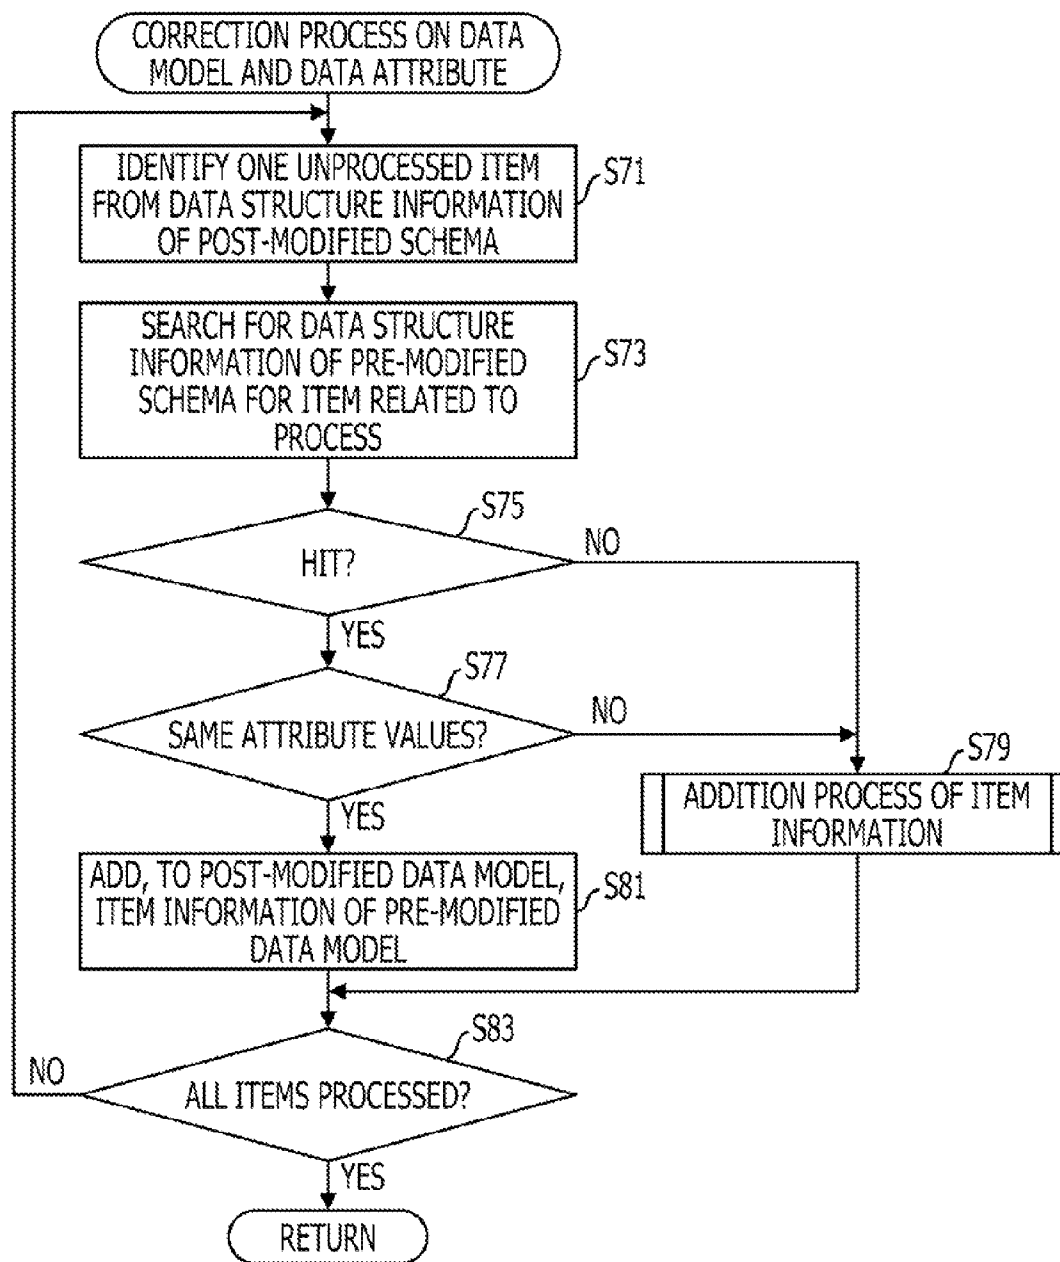 CORRECTION PROCESS ON DATA
MODEL AND DATA ATTRIBUTE
IDENTIFY ONE UNPROCESSED ITEM
FROM DATA STRUCTURE INFORMATION
OF POST-MODIFIED SCHEMA
S71
SEARCH FOR DATA STRUCTURE
INFORMATION OF PRE-MODIFIED
SCHEMA FOR ITEM RELATED TO
PROCESS
S73
S75
HIT?
NO
YES
S77
SAME ATTRIBUTE VALUES?
NO
YES
S79
ADDITION PROCESS OF ITEM
INFORMATION
ADD, TO POST-MODIFIED DATA MODEL,
ITEM INFORMATION OF PRE-MODIFIED
DATA MODEL
S81
S83
NO
ALL ITEMS PROCESSED?
YES
RETURN